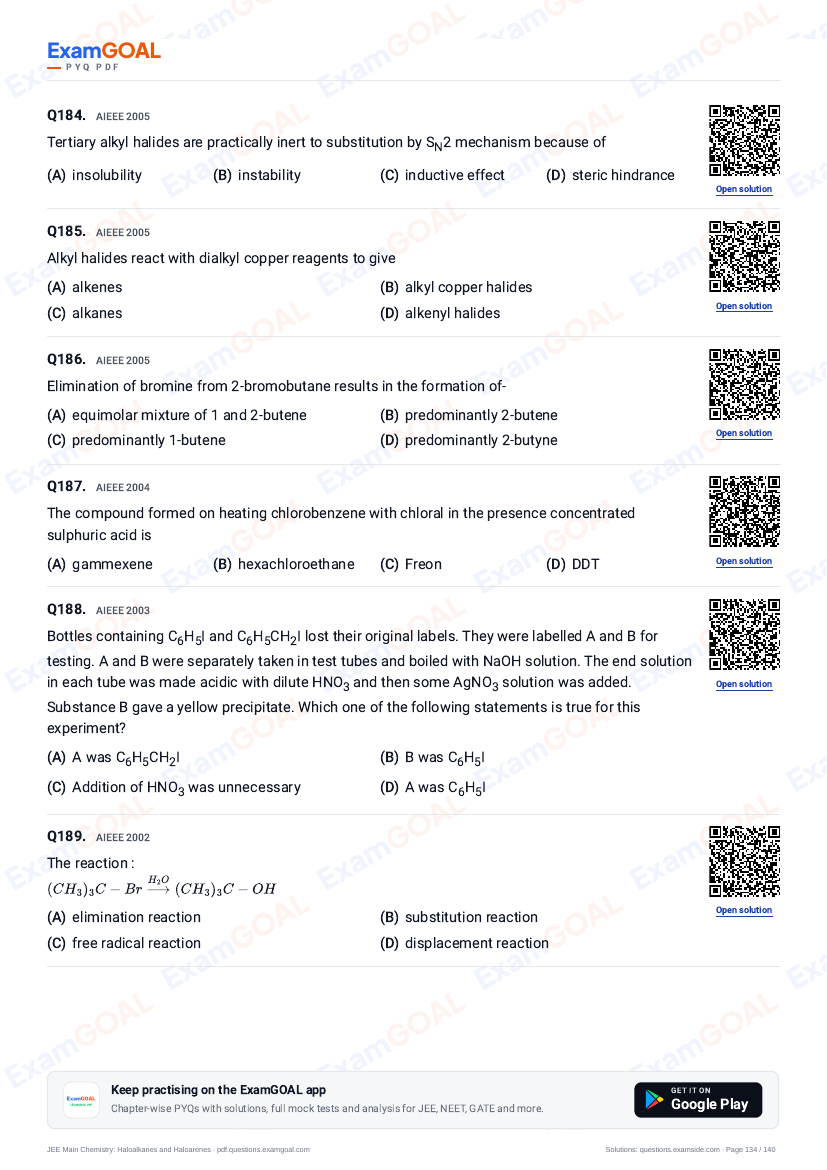 ExamGOAL
PYQ PDF
Q184. AIEEE 2005
Tertiary alkyl halides are practically inert to substitution by S_N2 mechanism because of
(A) insolubility (B) instability (C) inductive effect (D) steric hindrance
Open solution
Q185. AIEEE 2005
Alkyl halides react with dialkyl copper reagents to give
(A) alkenes (B) alkyl copper halides
(C) alkanes (D) alkenyl halides
Open solution
Q186. AIEEE 2005
Elimination of bromine from 2-bromobutane results in the formation of-
(A) equimolar mixture of 1 and 2-butene (B) predominantly 2-butene
(C) predominantly 1-butene (D) predominantly 2-butyne
Open solution
Q187. AIEEE 2004
The compound formed on heating chlorobenzene with chloral in the presence concentrated
sulphuric acid is
(A) gammexene (B) hexachloroethane (C) Freon (D) DDT
Open solution
Q188. AIEEE 2003
Bottles containing C₆H₅I and C₆H₅CH₂I lost their original labels. They were labelled A and B for
testing. A and B were separately taken in test tubes and boiled with NaOH solution. The end solution
in each tube was made acidic with dilute HNO₃ and then some AgNO₃ solution was added.
Substance B gave a yellow precipitate. Which one of the following statements is true for this
experiment?
(A) A was C₆H₅CH₂I (B) B was C₆H₅I
(C) Addition of HNO₃ was unnecessary (D) A was C₆H₅I
Open solution
Q189. AIEEE 2002
The reaction :
(CH₃)₃C − Br \xrightarrow{H₂O} (CH₃)₃C − OH
(A) elimination reaction (B) substitution reaction
(C) free radical reaction (D) displacement reaction
Open solution
Keep practising on the ExamGOAL app
Chapter-wise PYQs with solutions, full mock tests and analysis for JEE, NEET, GATE and more.
GET IT ON
Google Play
JEE Main Chemistry: Haloalkanes and Haloarenes · pdf.questions.examgoal.com
Solutions: questions.examside.com · Page 134 / 140